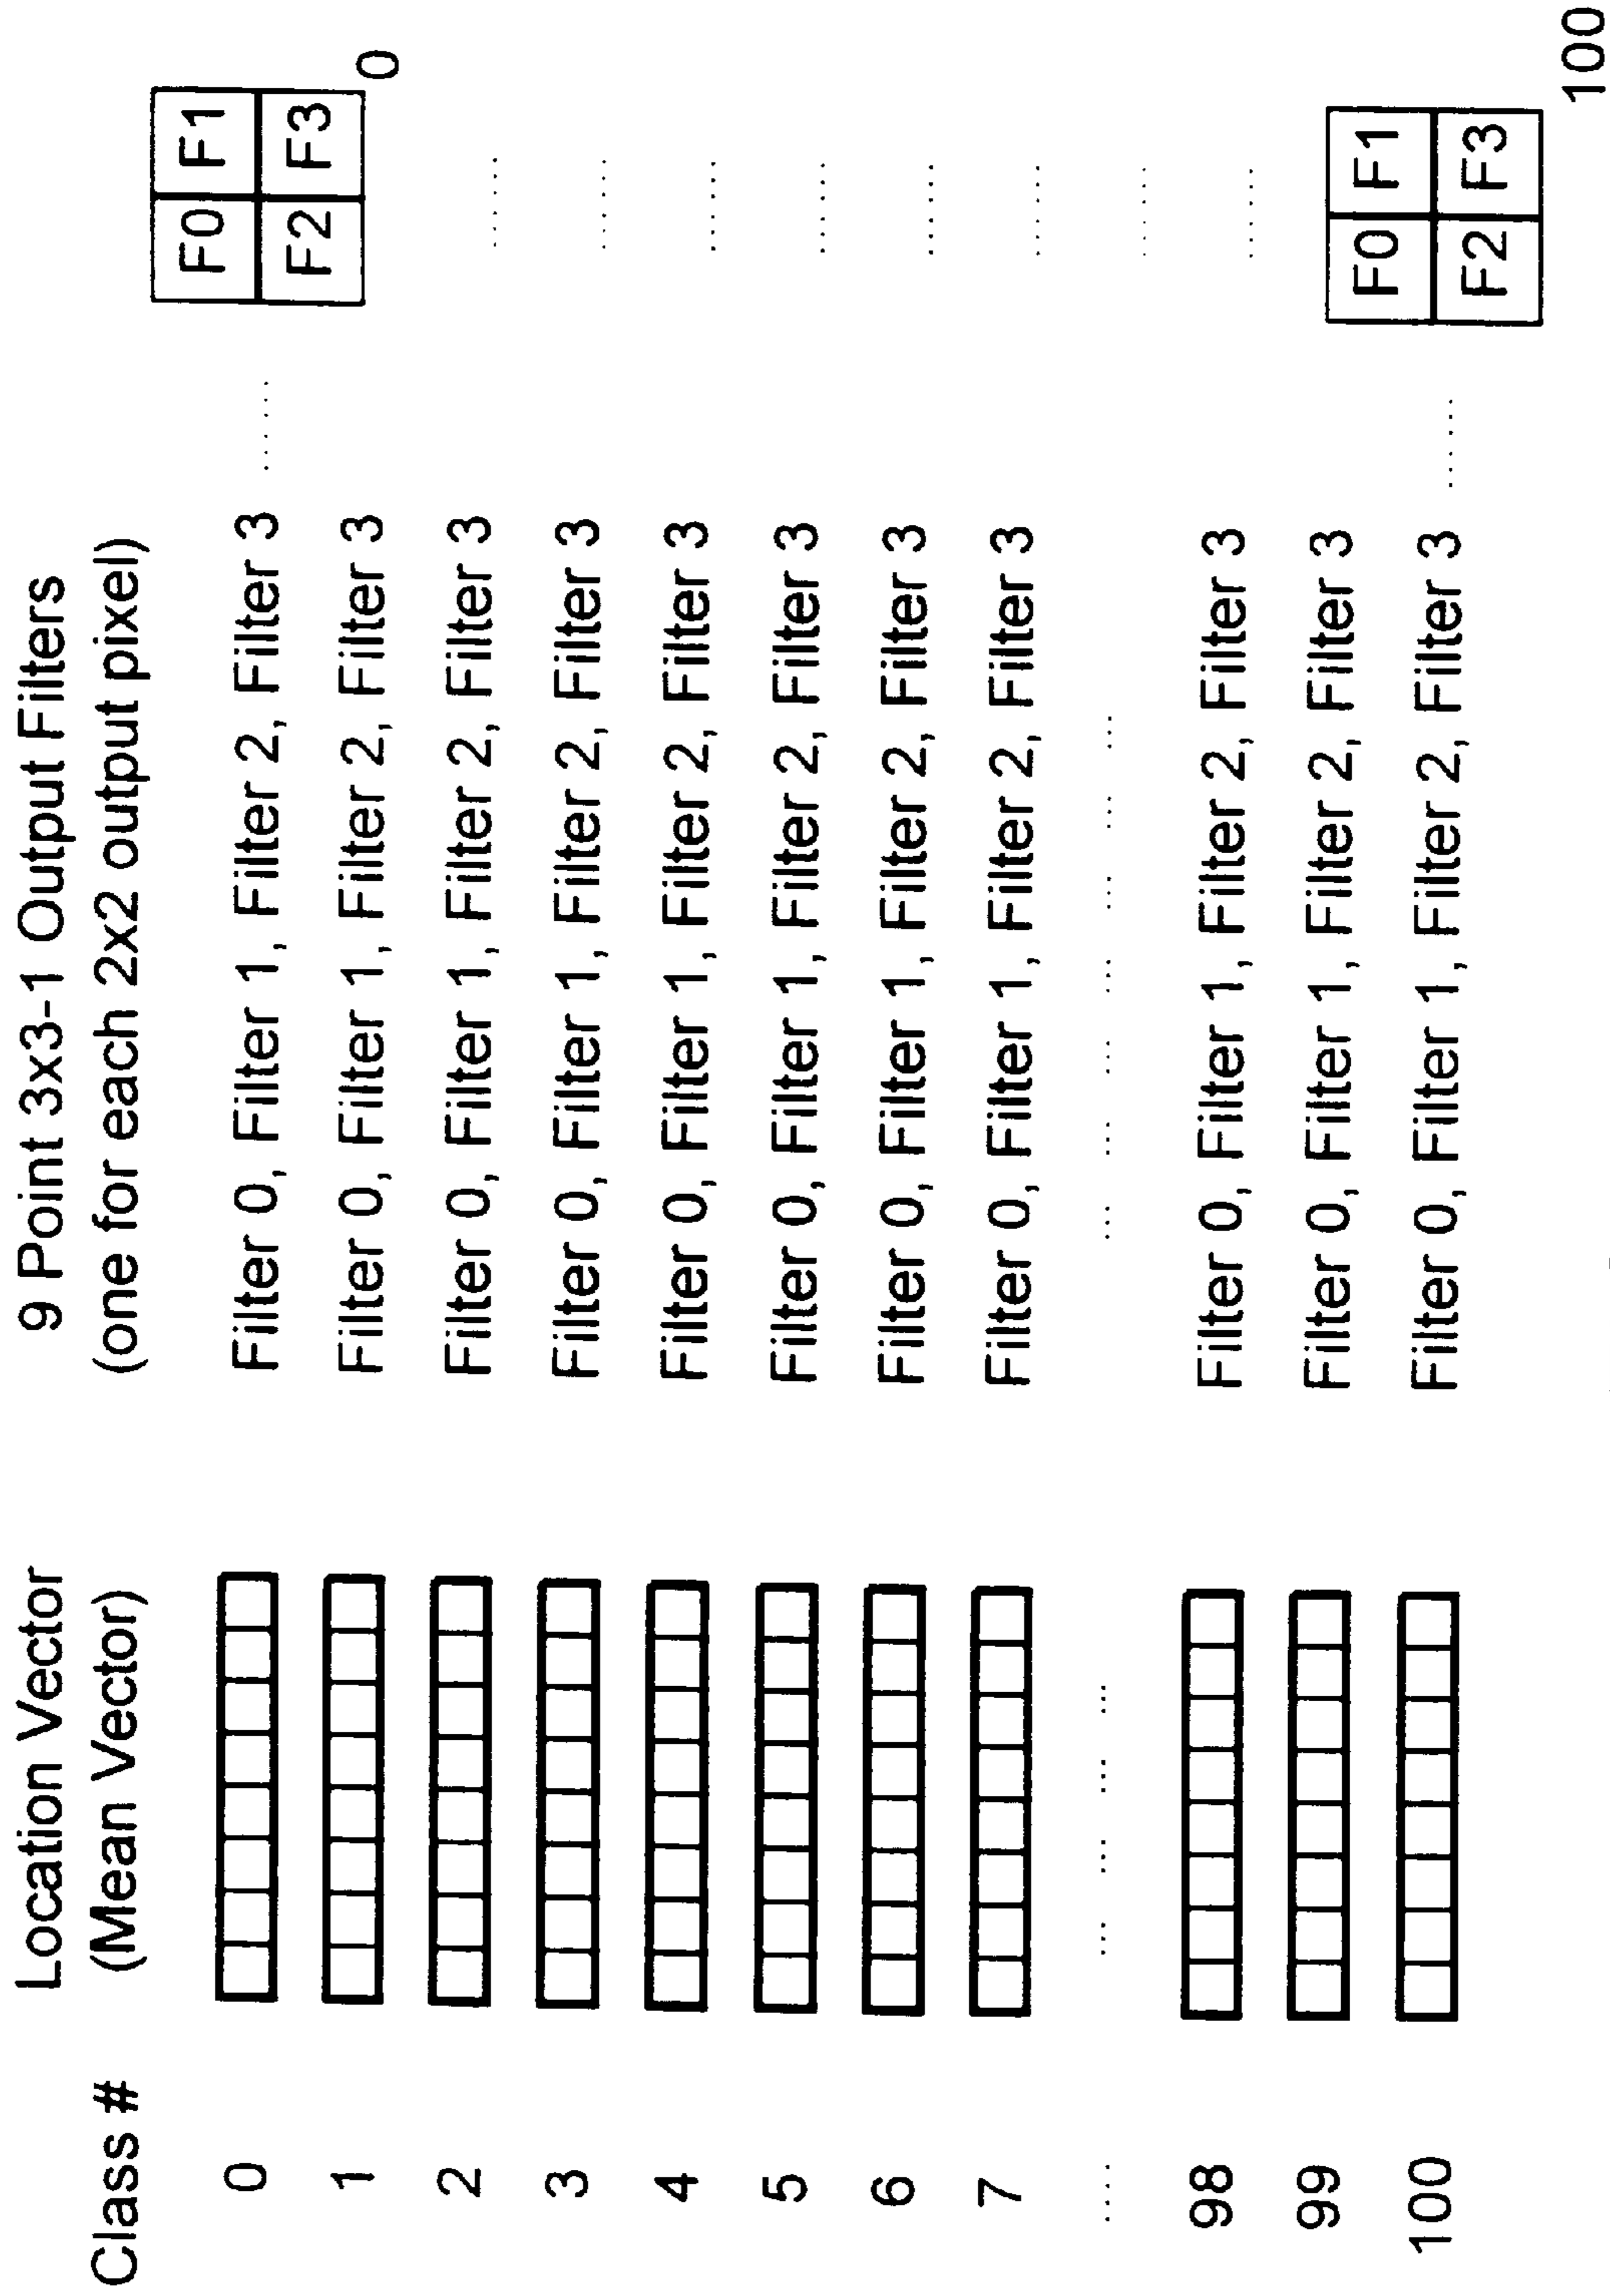 Class #
Location Vector
(Mean Vector)
9 Point 3x3-1 Output Filters
(one for each 2x2 output pixel)
0 Filter 0, Filter 1, Filter 2, Filter 3 ......
1 Filter 0, Filter 1, Filter 2, Filter 3
2 Filter 0, Filter 1, Filter 2, Filter 3
3 Filter 0, Filter 1, Filter 2, Filter 3
4 Filter 0, Filter 1, Filter 2, Filter 3
5 Filter 0, Filter 1, Filter 2, Filter 3
6 Filter 0, Filter 1, Filter 2, Filter 3
7 Filter 0, Filter 1, Filter 2, Filter 3
..... ... ... ... ... ... ... ... ... ... ... ...
98 Filter 0, Filter 1, Filter 2, Filter 3
99 Filter 0, Filter 1, Filter 2, Filter 3
100 Filter 0, Filter 1, Filter 2, Filter 3 ......
F0 F1
F2 F3
0
F0 F1
F2 F3
100